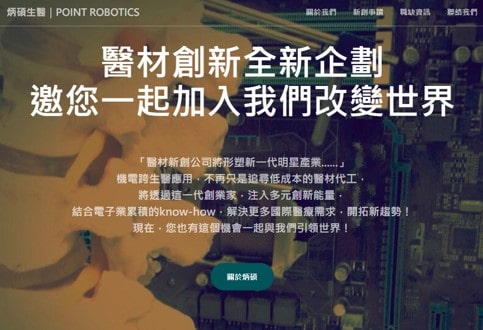 炳碩生醫 | POINT ROBOTICS
關於我們 新創事蹟 職缺資訊 聯絡我們
醫材創新全新企劃
邀您一起加入我們改變世界
「醫材新創公司將形塑新一代明星產業......」
機電跨生醫應用，不再只是追尋低成本的醫材代工，
將透過這一代創業家，注入多元創新能量，
結合電子業累積的know-how，解決更多國際醫療需求，開拓新趨勢！
現在，您也有這個機會一起與我們引領世界！
關於炳碩